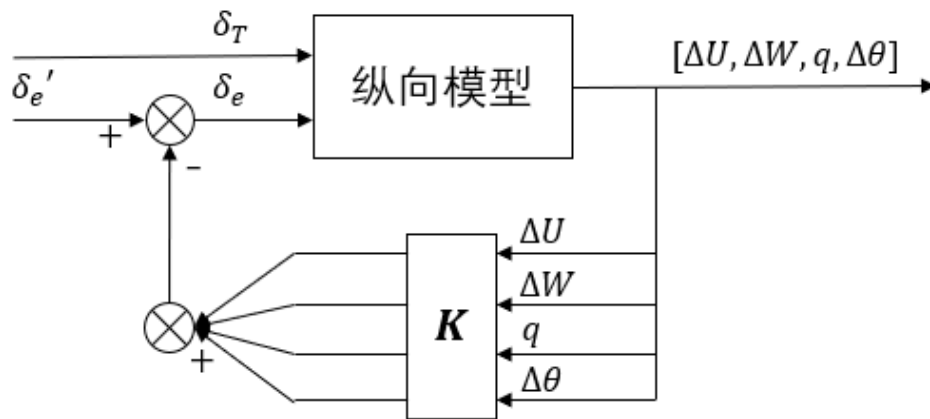 δ_T
[ΔU, ΔW, q, Δθ]
纵向模型
δ_e′
δ_e
+
-
ΔU
ΔW
K
q
+
Δθ